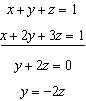 x + y + z = 1
x + 2y + 3z = 1
y + 2z = 0
y = −2z